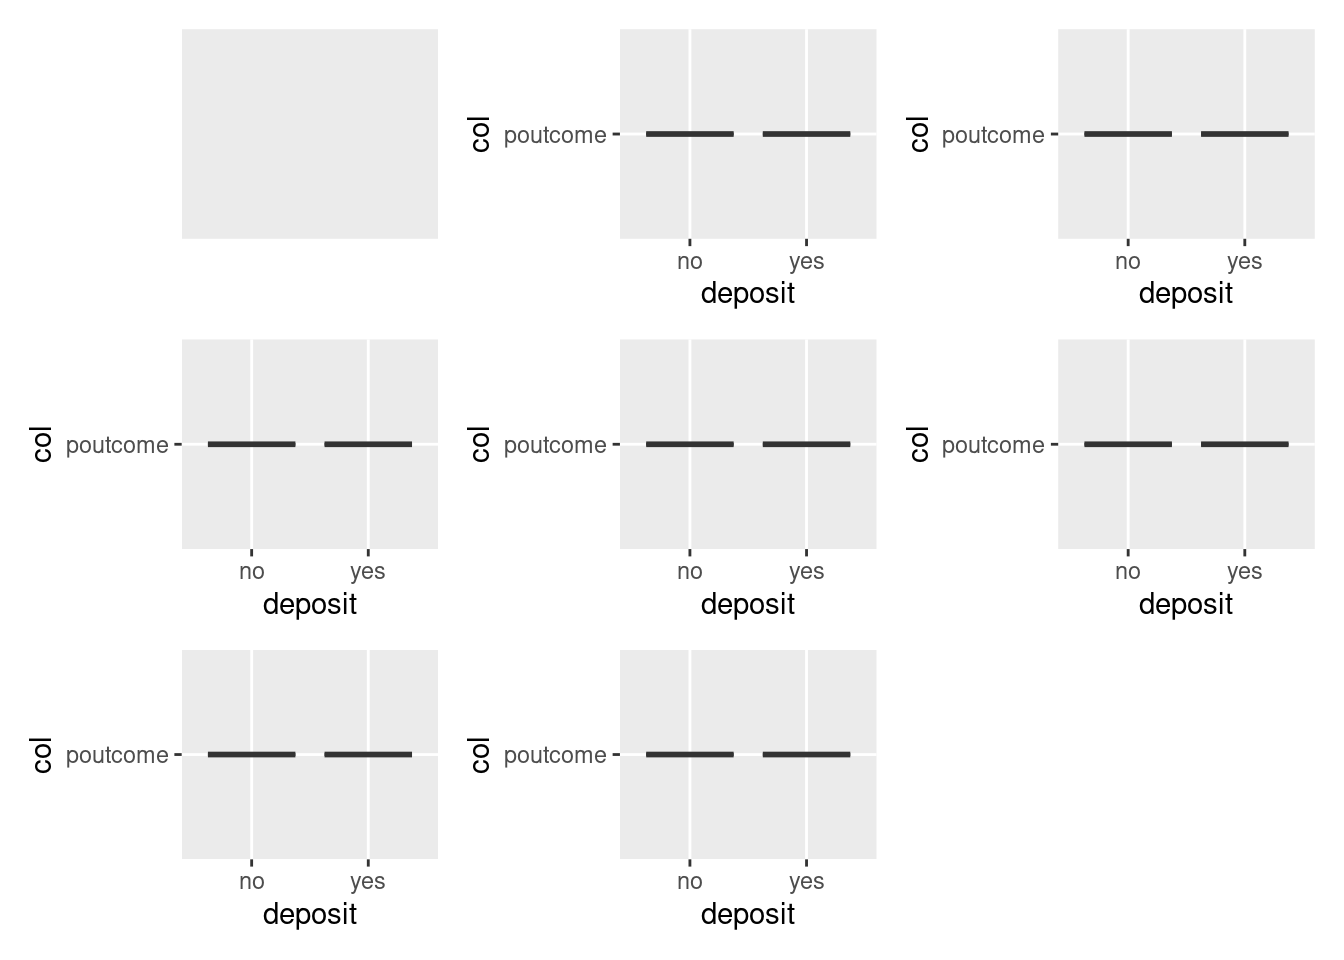 col poutcome
no yes
deposit
col poutcome
no yes
deposit
col poutcome
no yes
deposit
col poutcome
no yes
deposit
col poutcome
no yes
deposit
col poutcome
no yes
deposit
col poutcome
no yes
deposit